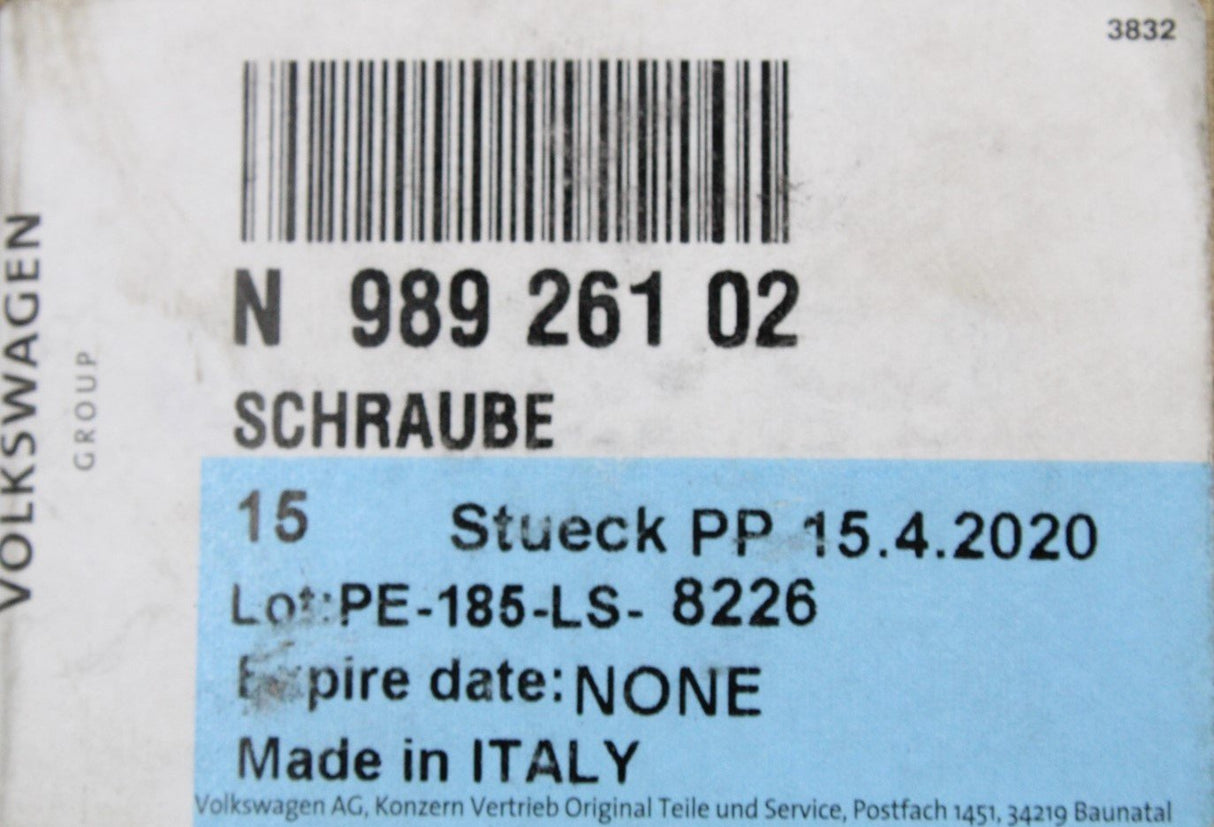 3832
N 989 261 02
SCHRAUBE
VOLKSWAGEN
GROUP
15 Stueck PP 15.4.2020
Lot:PE-185-LS- 8226
Expire date:NONE
Made in ITALY
Volkswagen AG, Konzern Vertrieb Original Teile und Service, Postfach 1451, 34219 Baunatal